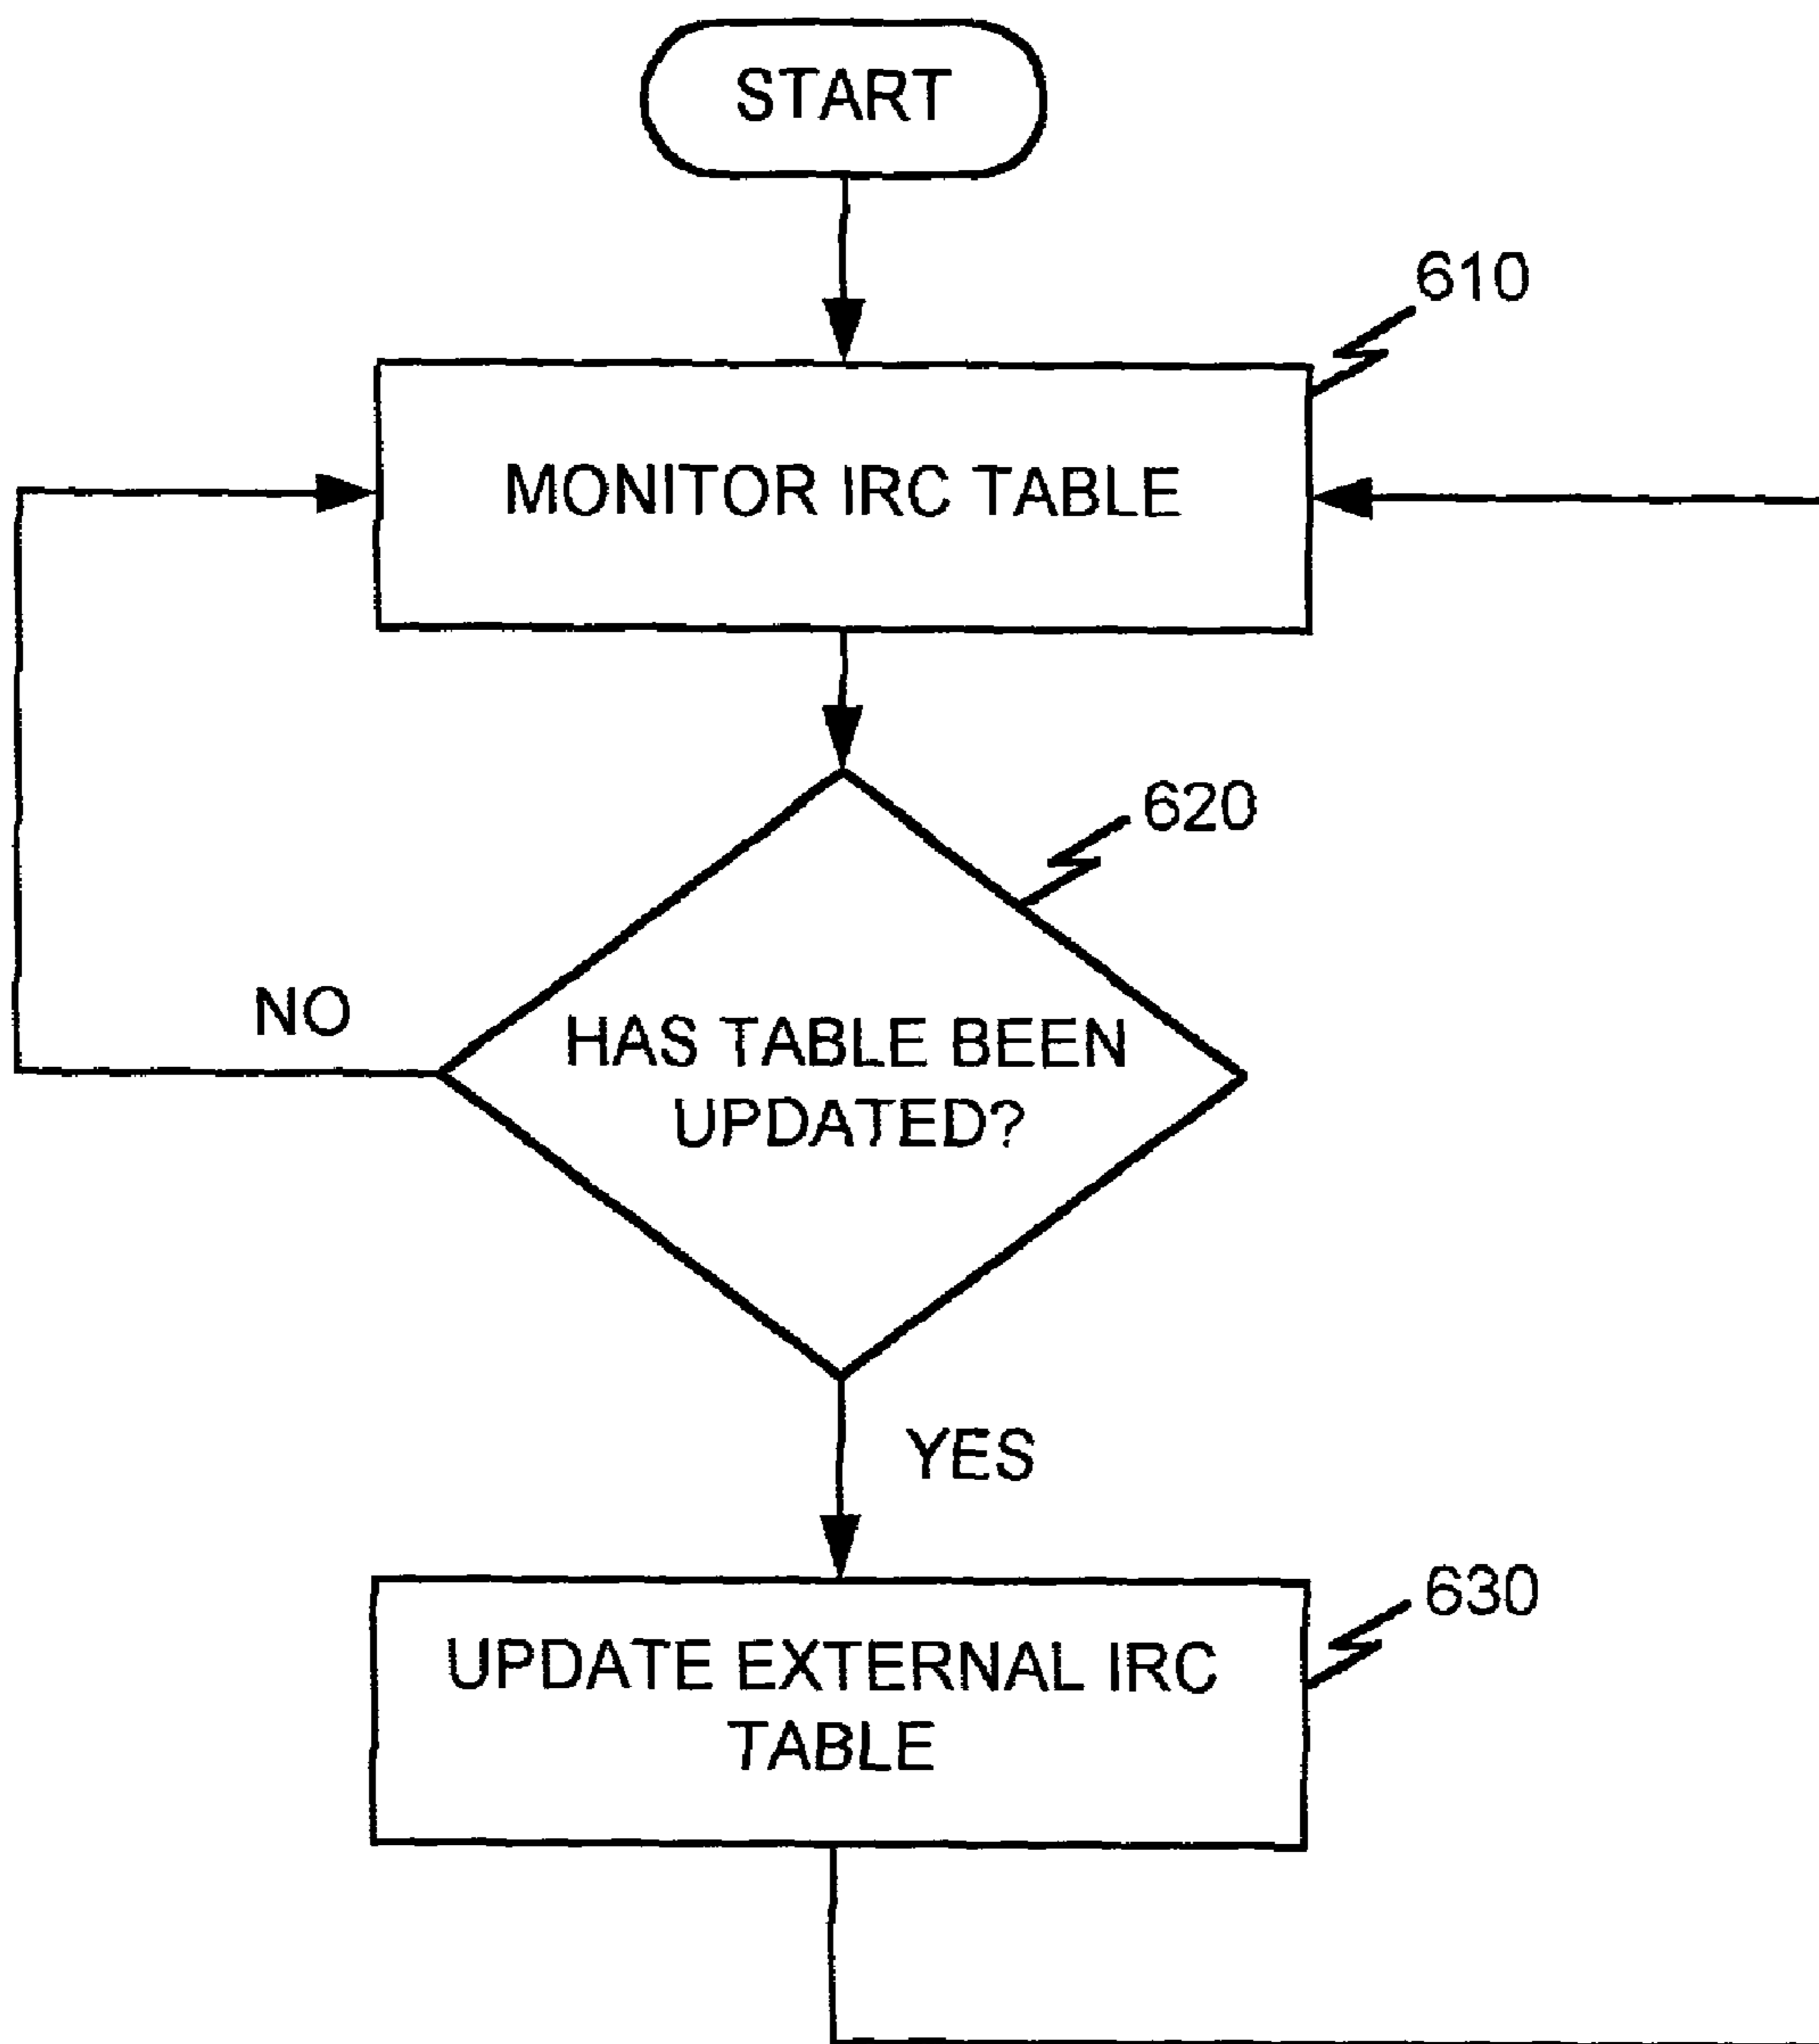 START
610
MONITOR IRC TABLE
620
NO
HAS TABLE BEEN
UPDATED?
YES
630
UPDATE EXTERNAL IRC
TABLE